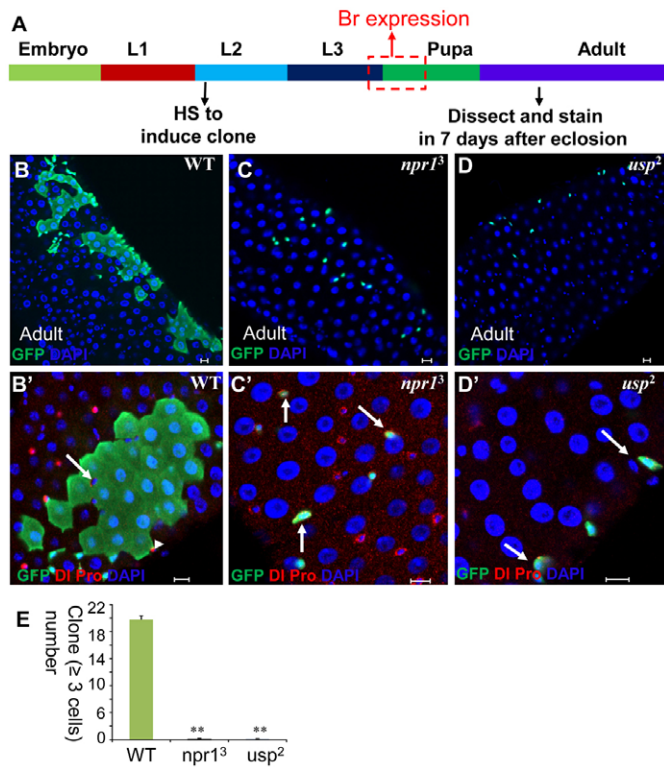 A
Br expression
Embryo L1 L2 L3 Pupa Adult
HS to
induce clone
Dissect and stain
in 7 days after eclosion
B WT
Adult
GFP DAPI
C npr1³
Adult
GFP DAPI
D usp²
Adult
GFP DAPI
B' WT
GFP Dl Pro DAPI
C' npr1³
GFP Dl Pro DAPI
D' usp²
GFP Dl Pro DAPI
E
Clone (≥ 3 cells)
number
22
18
14
10
6
3
0
**
**
WT npr1³ usp²